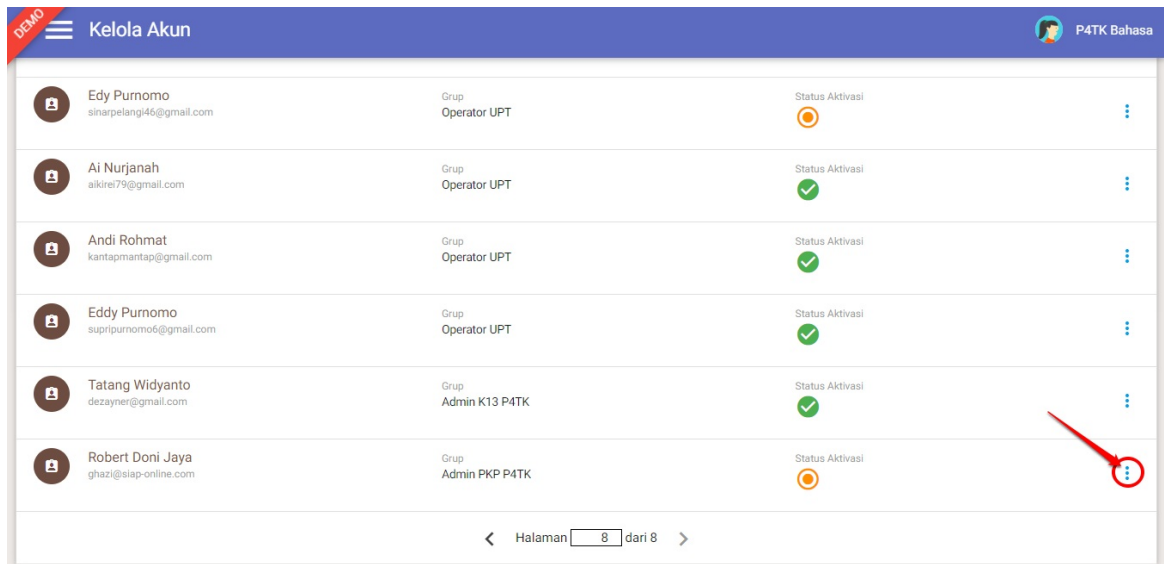 DEMO
Kelola Akun
P4TK Bahasa
Edy Purnomo
sinarpelangi46@gmail.com
Grup
Operator UPT
Status Aktivasi
Ai Nurjanah
aikirei79@gmail.com
Grup
Operator UPT
Status Aktivasi
Andi Rohmat
kantapmantap@gmail.com
Grup
Operator UPT
Status Aktivasi
Eddy Purnomo
supripurnomo6@gmail.com
Grup
Operator UPT
Status Aktivasi
Tatang Widyanto
dezayner@gmail.com
Grup
Admin K13 P4TK
Status Aktivasi
Robert Doni Jaya
ghazi@siap-online.com
Grup
Admin PKP P4TK
Status Aktivasi
Halaman 8 dari 8